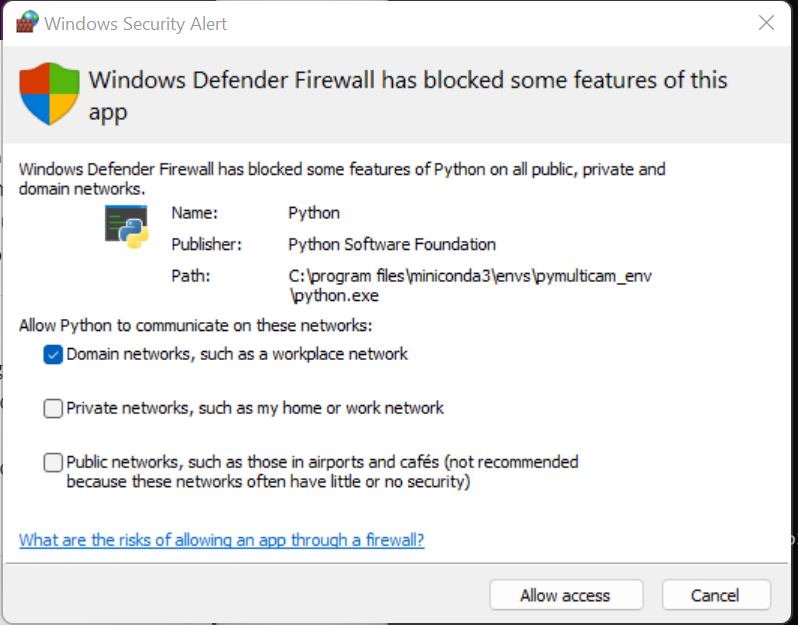 Windows Security Alert
Windows Defender Firewall has blocked some features of this
app
Windows Defender Firewall has blocked some features of Python on all public, private and
domain networks.
Name: Python
Publisher: Python Software Foundation
Path: C:\program files\miniconda3\envs\pymulticam_env
\python.exe
Allow Python to communicate on these networks:
Domain networks, such as a workplace network
Private networks, such as my home or work network
Public networks, such as those in airports and cafés (not recommended
because these networks often have little or no security)
What are the risks of allowing an app through a firewall?
Allow access Cancel